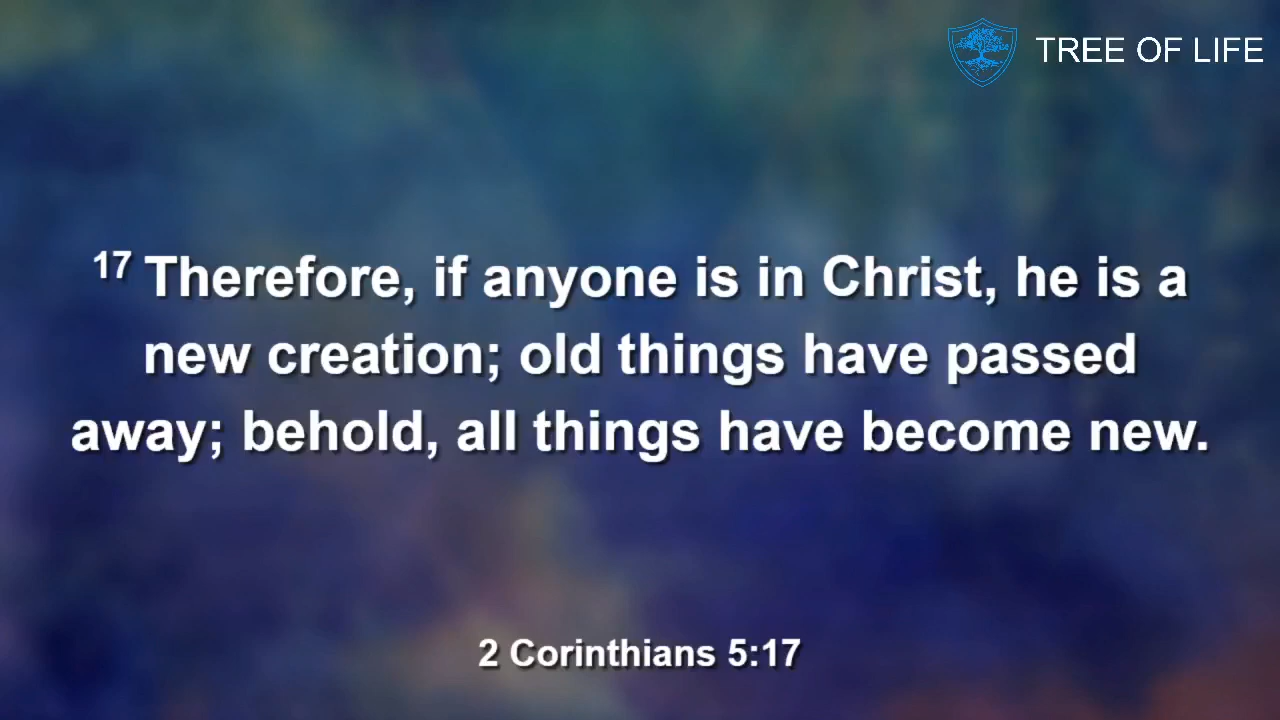 TREE OF LIFE
17 Therefore, if anyone is in Christ, he is a
new creation; old things have passed
away; behold, all things have become new.
2 Corinthians 5:17